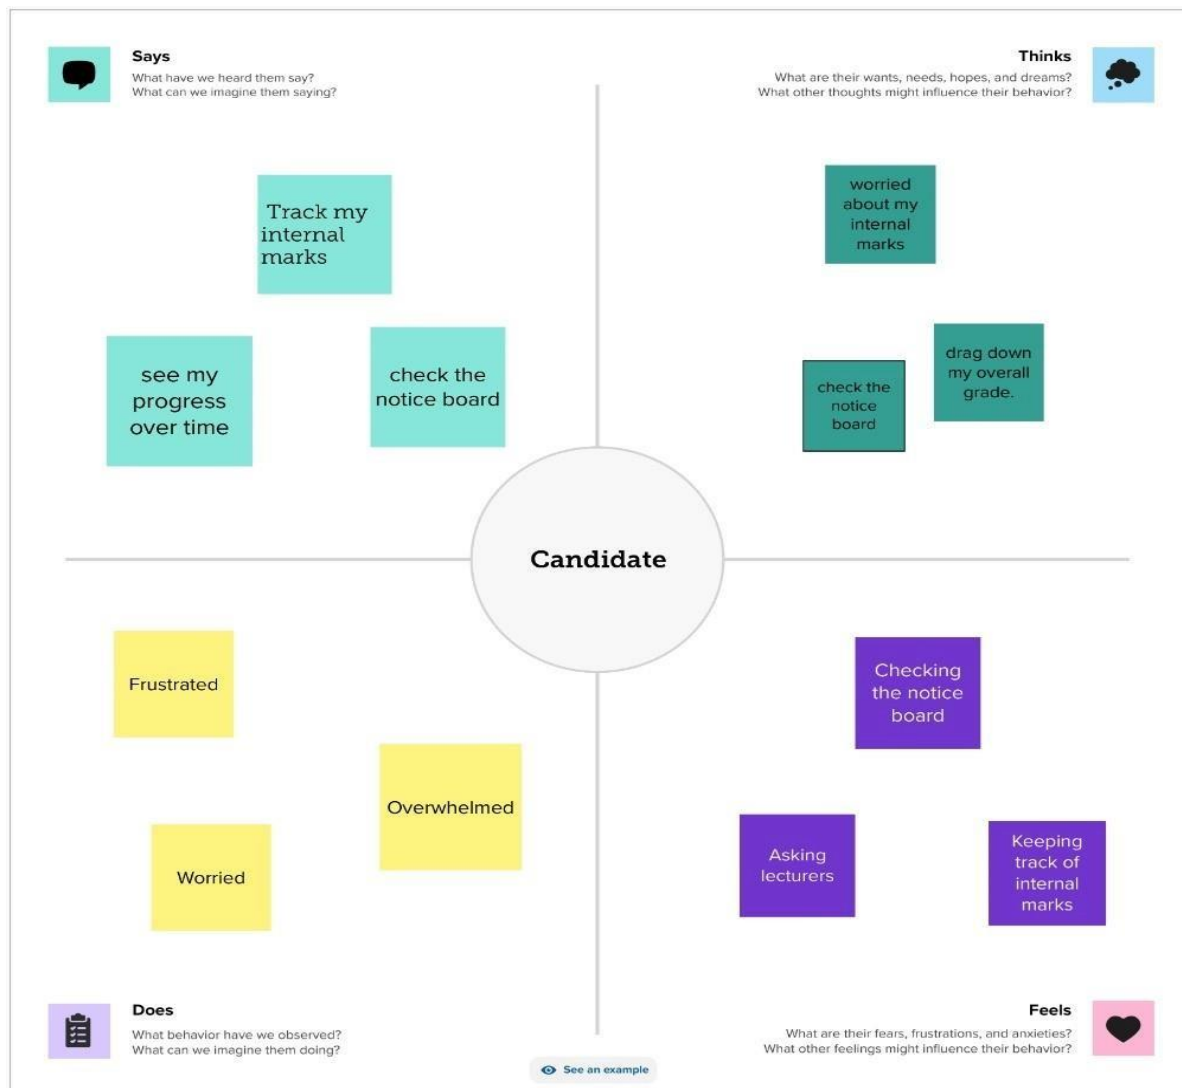 Says
What have we heard them say?
What can we imagine them saying?
Thinks
What are their wants, needs, hopes, and dreams?
What other thoughts might influence their behavior?
Track my
internal
marks
see my
progress
over time
check the
notice board
worried
about my
internal
marks
check the
notice
board
drag down
my overall
grade.
Candidate
Frustrated
Overwhelmed
Worried
Checking
the notice
board
Asking
lecturers
Keeping
track of
internal
marks
Does
What behavior have we observed?
What can we imagine them doing?
Feels
What are their fears, frustrations, and anxieties?
What other feelings might influence their behavior?
See an example